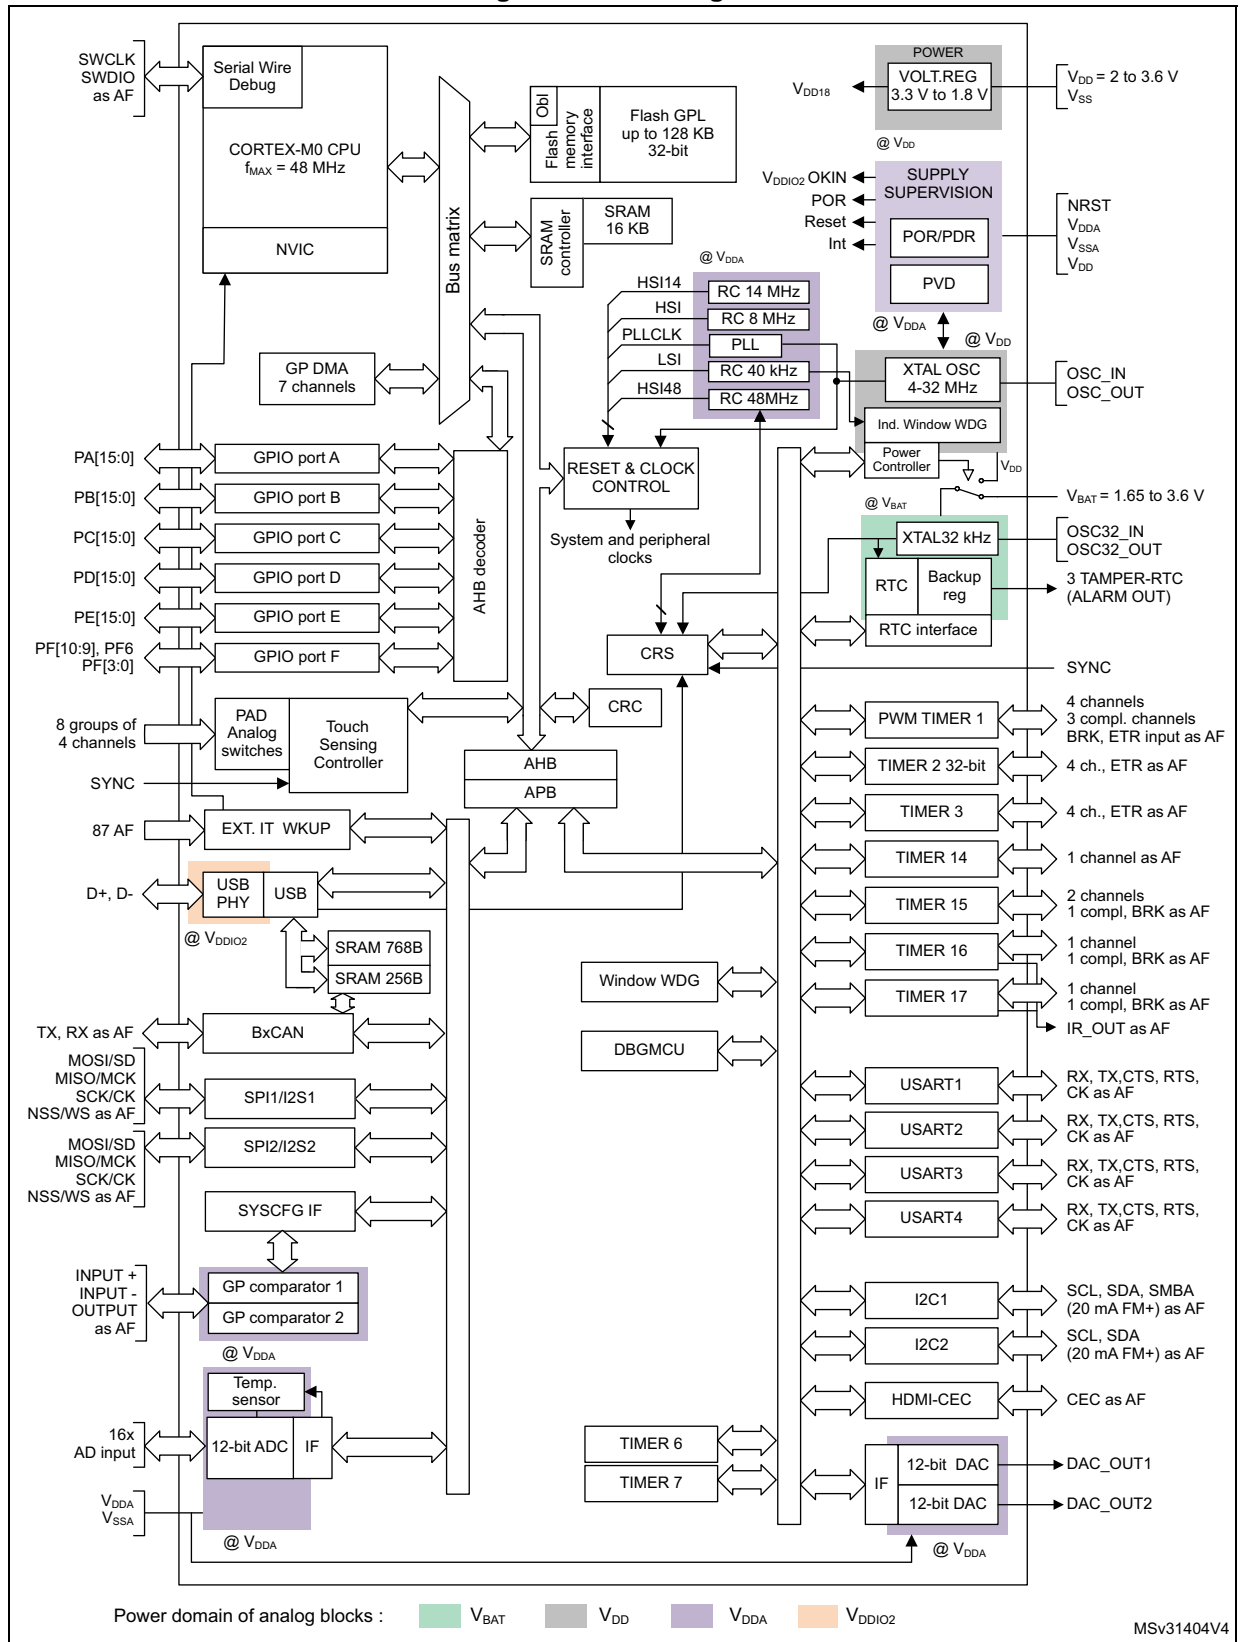 SWCLK
SWDIO
as AF
Serial Wire
Debug
CORTEX-M0 CPU
fMAX = 48 MHz
NVIC
Bus matrix
Obl
Flash
memory
interface
Flash GPL
up to 128 KB
32-bit
SRAM
controller
SRAM
16 KB
POWER
VOLT.REG
3.3 V to 1.8 V
VDD18
VDD = 2 to 3.6 V
VSS
@ VDD
SUPPLY
SUPERVISION
VDDIO2 OKIN
POR
Reset
Int
POR/PDR
PVD
NRST
VDDA
VSSA
VDD
@ VDDA
@ VDDA
@ VDD
HSI14
HSI
PLLCLK
LSI
HSI48
RC 14 MHz
RC 8 MHz
PLL
RC 40 kHz
RC 48MHz
XTAL OSC
4-32 MHz
OSC_IN
OSC_OUT
Ind. Window WDG
Power
Controller
VDD
VBAT = 1.65 to 3.6 V
@ VBAT
GP DMA
7 channels
RESET & CLOCK
CONTROL
System and peripheral
clocks
XTAL32 kHz
OSC32_IN
OSC32_OUT
RTC
Backup
reg
RTC interface
3 TAMPER-RTC
(ALARM OUT)
CRS
SYNC
PA[15:0]
GPIO port A
PB[15:0]
GPIO port B
PC[15:0]
GPIO port C
PD[15:0]
GPIO port D
PE[15:0]
GPIO port E
PF[10:9], PF6
PF[3:0]
GPIO port F
AHB decoder
8 groups of
4 channels
PAD
Analog
switches
Touch
Sensing
Controller
SYNC
CRC
AHB
APB
87 AF
EXT. IT WKUP
D+, D-
USB
PHY
USB
@ VDDIO2
SRAM 768B
SRAM 256B
TX, RX as AF
BxCAN
MOSI/SD
MISO/MCK
SCK/CK
NSS/WS as AF
SPI1/I2S1
MOSI/SD
MISO/MCK
SCK/CK
NSS/WS as AF
SPI2/I2S2
SYSCFG IF
INPUT +
INPUT -
OUTPUT
as AF
GP comparator 1
GP comparator 2
@ VDDA
Temp.
sensor
16x
AD input
12-bit ADC
IF
VDDA
VSSA
@ VDDA
Window WDG
DBGMCU
TIMER 6
TIMER 7
PWM TIMER 1
4 channels
3 compl. channels
BRK, ETR input as AF
TIMER 2 32-bit
4 ch., ETR as AF
TIMER 3
4 ch., ETR as AF
TIMER 14
1 channel as AF
TIMER 15
2 channels
1 compl, BRK as AF
TIMER 16
1 channel
1 compl, BRK as AF
TIMER 17
1 channel
1 compl, BRK as AF
IR_OUT as AF
USART1
RX, TX,CTS, RTS,
CK as AF
USART2
RX, TX,CTS, RTS,
CK as AF
USART3
RX, TX,CTS, RTS,
CK as AF
USART4
RX, TX,CTS, RTS,
CK as AF
I2C1
SCL, SDA, SMBA
(20 mA FM+) as AF
I2C2
SCL, SDA
(20 mA FM+) as AF
HDMI-CEC
CEC as AF
IF
12-bit DAC
12-bit DAC
DAC_OUT1
DAC_OUT2
@ VDDA
Power domain of analog blocks :
VBAT
VDD
VDDA
VDDIO2
MSv31404V4